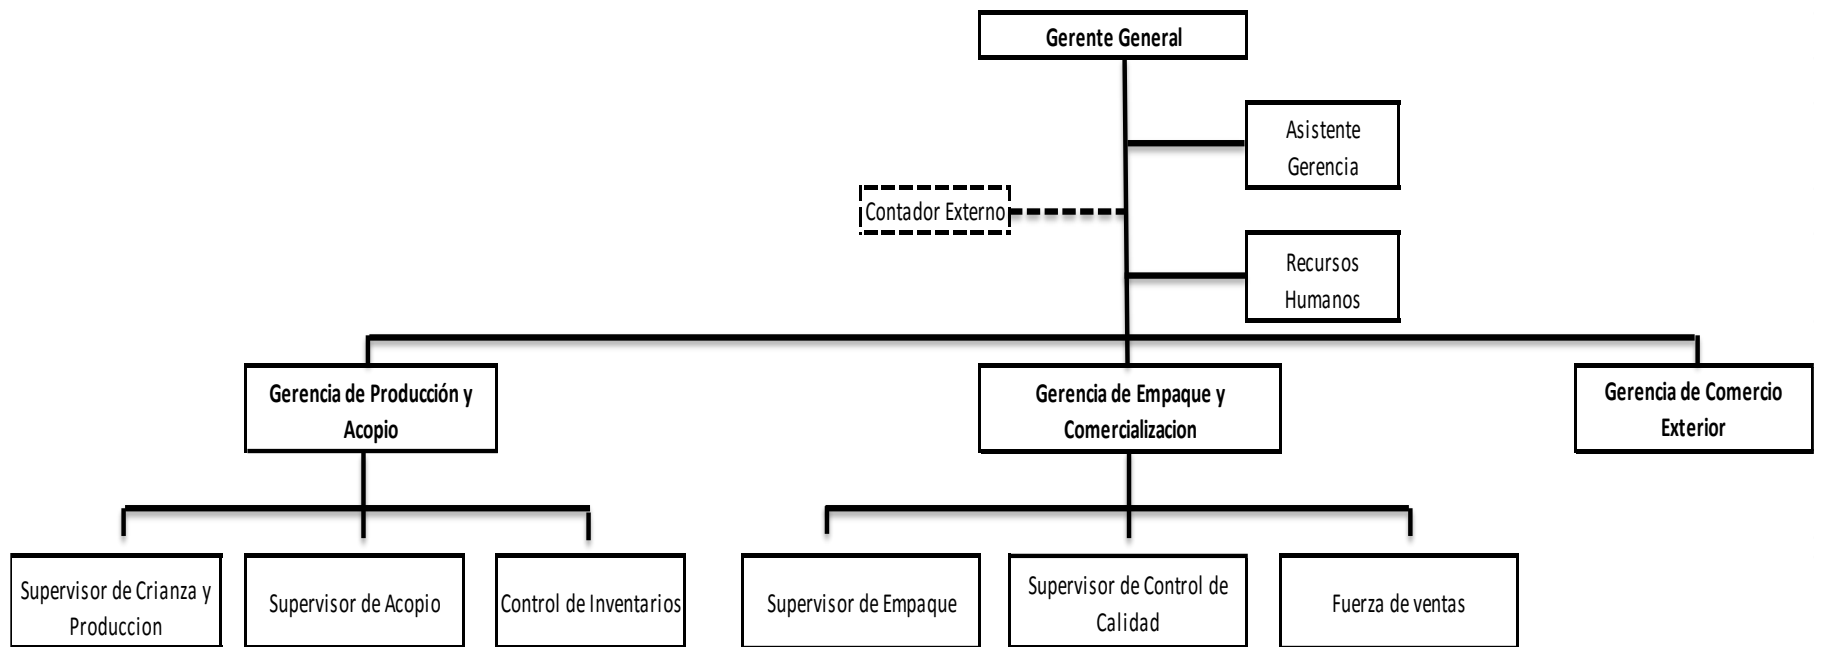 Gerente General
Asistente
Gerencia
Contador Externo
Recursos
Humanos
Gerencia de Producción y
Acopio
Gerencia de Empaque y
Comercializacion
Gerencia de Comercio
Exterior
Supervisor de Crianza y
Produccion
Supervisor de Acopio
Control de Inventarios
Supervisor de Empaque
Supervisor de Control de
Calidad
Fuerza de ventas